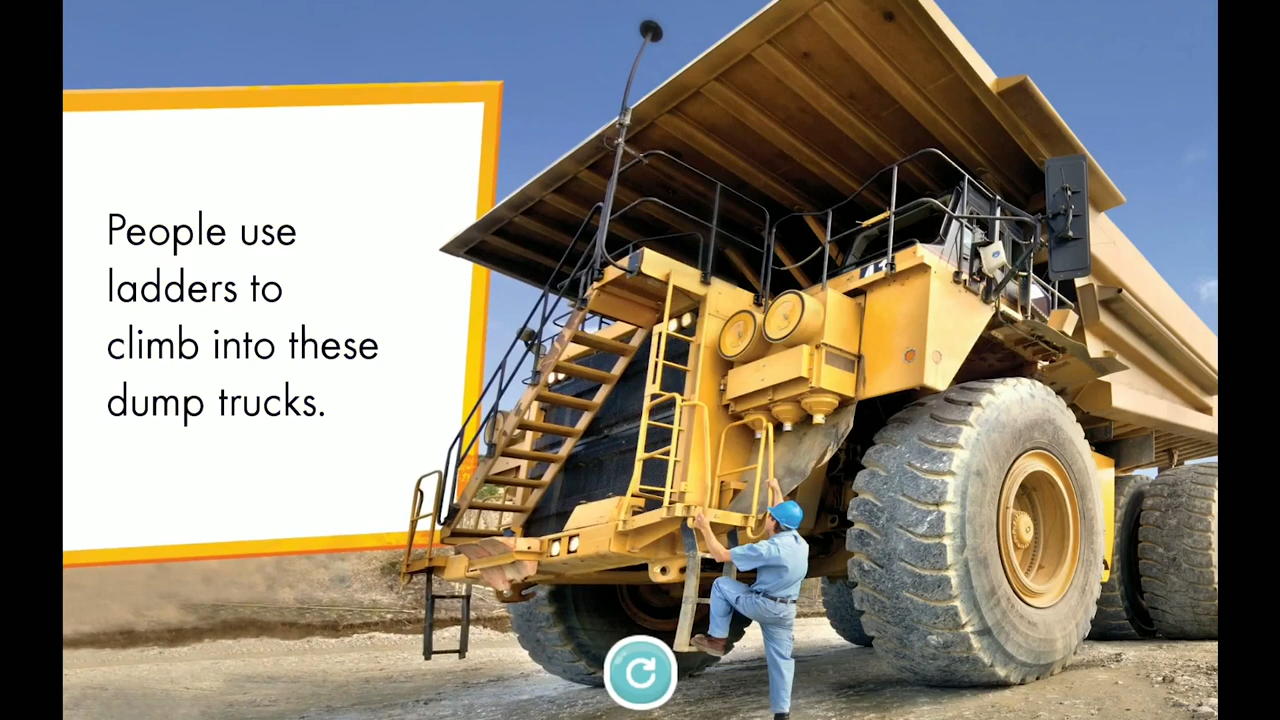 People use
ladders to
climb into these
dump trucks.